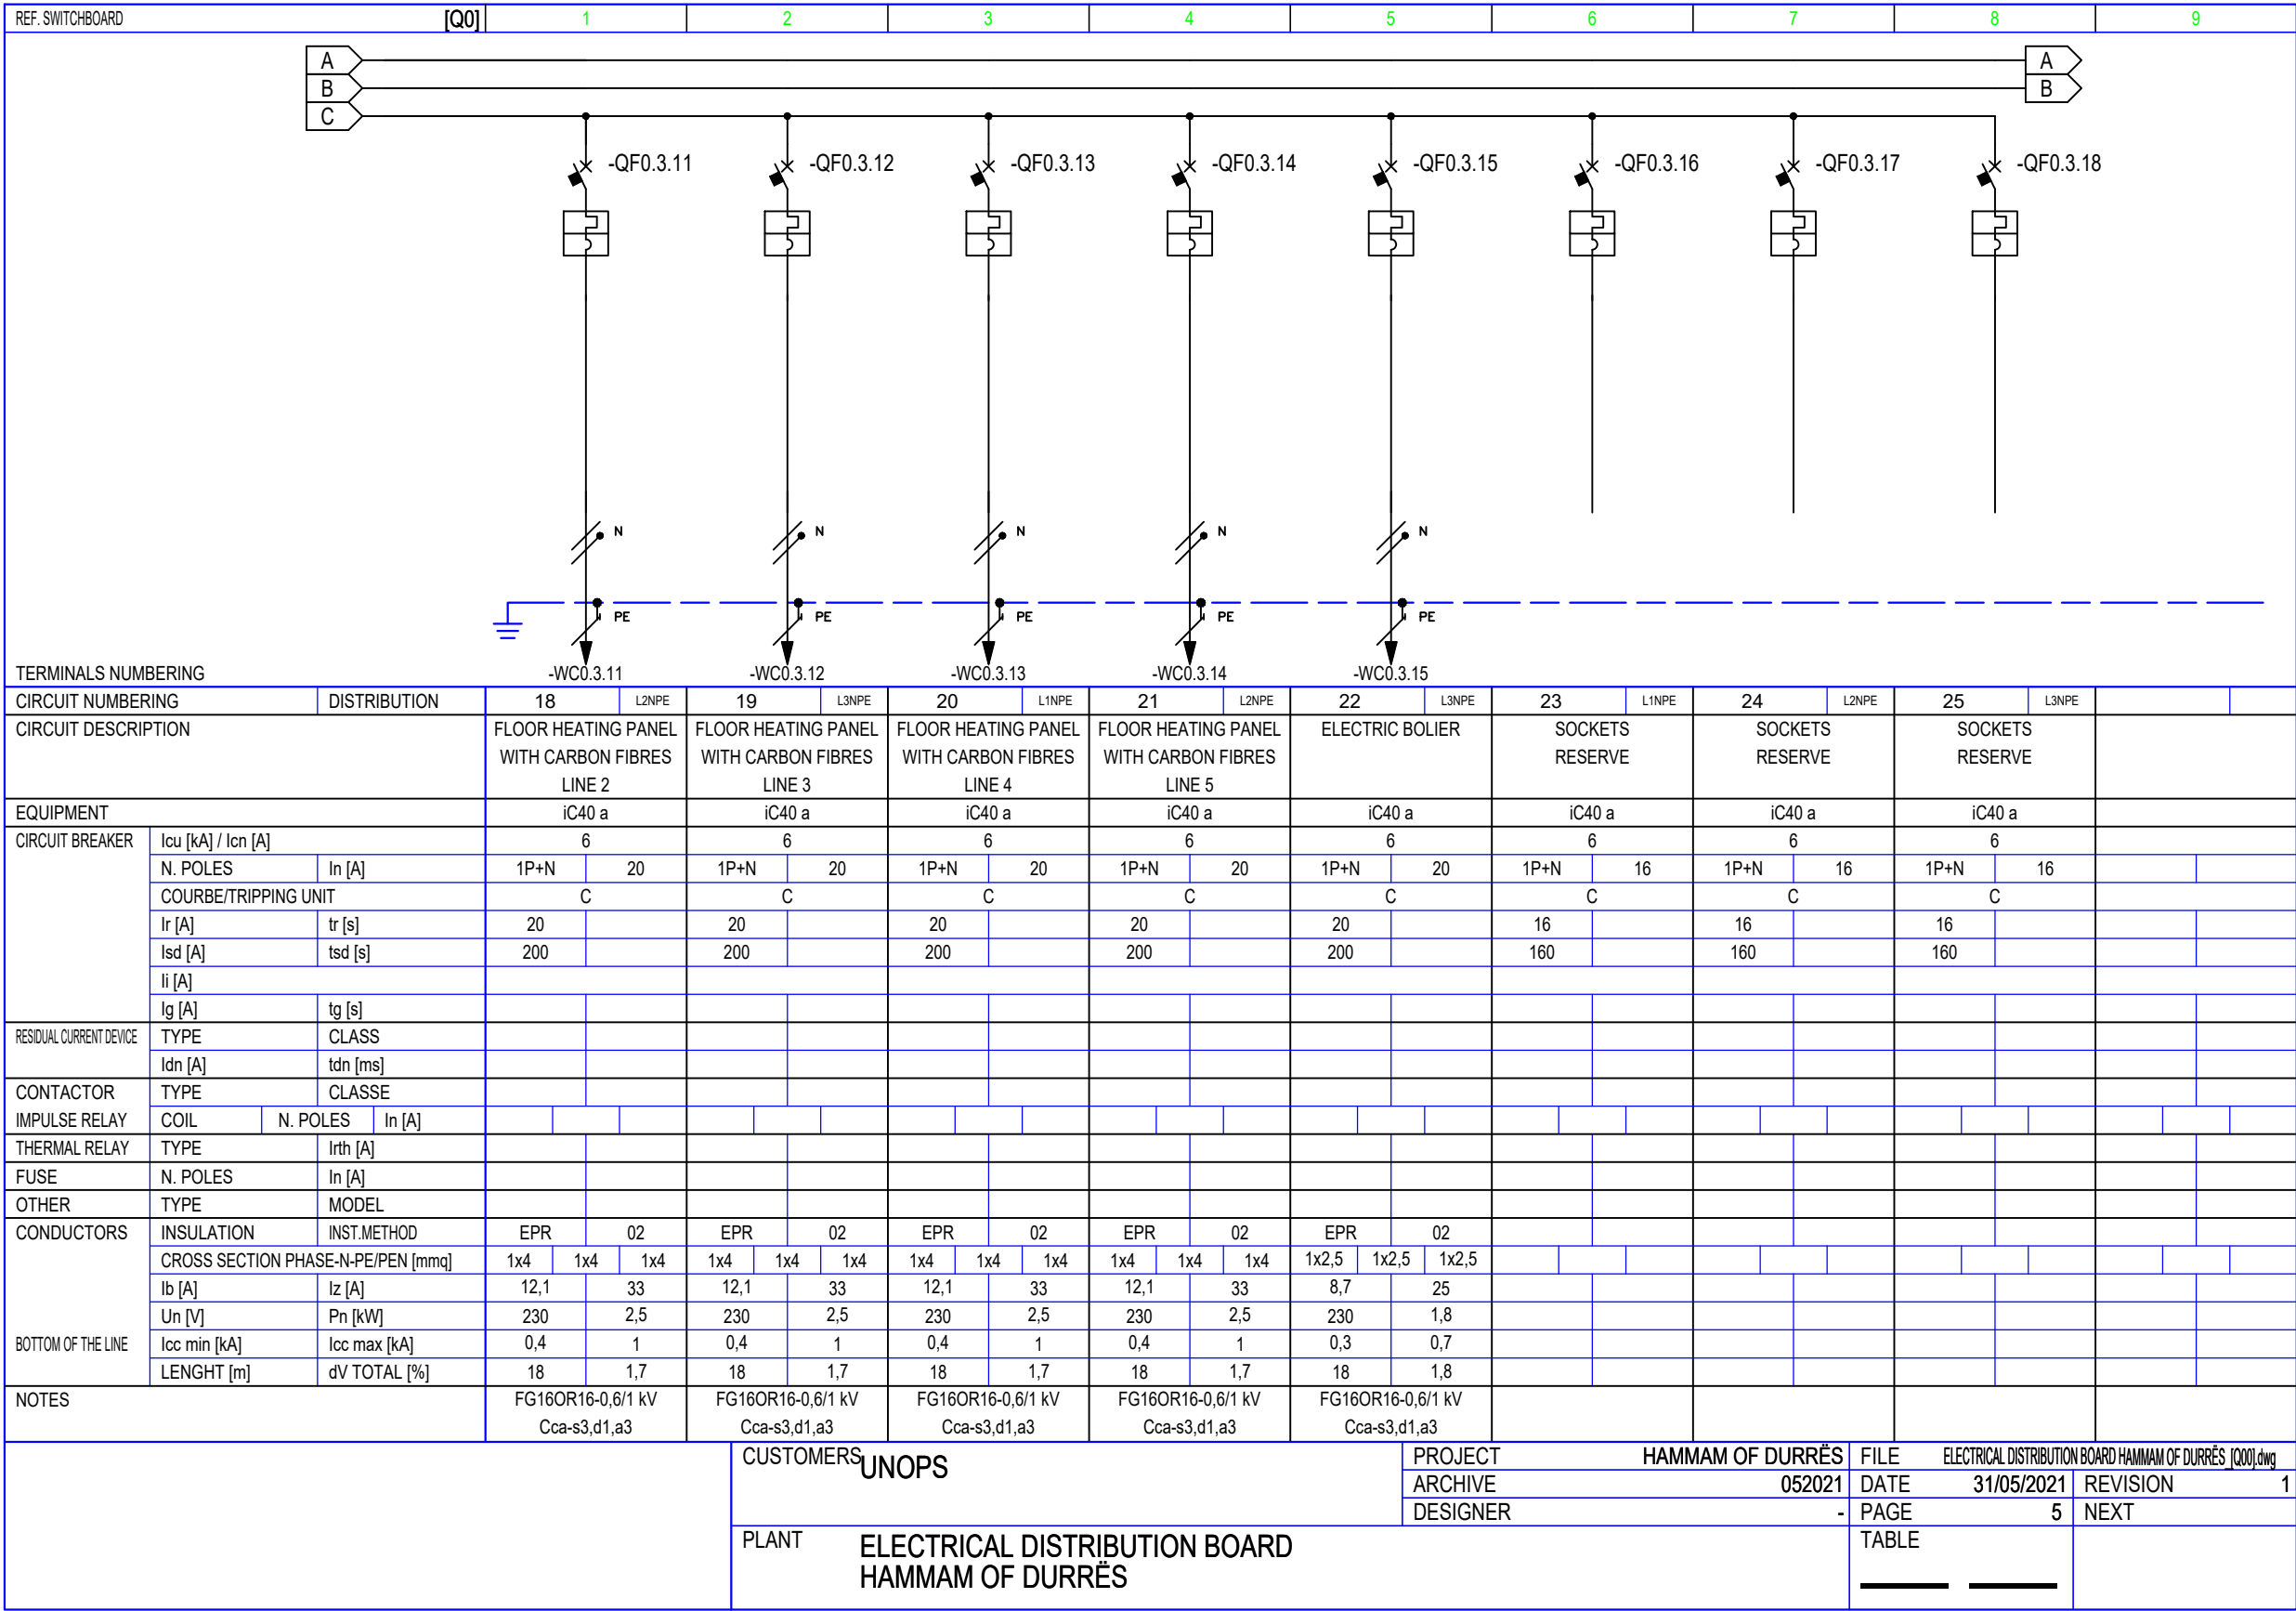 REF. SWITCHBOARD [Q0] 1 2 3 4 5 6 7 8 9
A A
B B
C
-QF0.3.11 -QF0.3.12 -QF0.3.13 -QF0.3.14 -QF0.3.15 -QF0.3.16 -QF0.3.17 -QF0.3.18
N N N N N
PE PE PE PE PE
TERMINALS NUMBERING -WC0.3.11 -WC0.3.12 -WC0.3.13 -WC0.3.14 -WC0.3.15
CIRCUIT NUMBERING DISTRIBUTION 18 L2NPE 19 L3NPE 20 L1NPE 21 L2NPE 22 L3NPE 23 L1NPE 24 L2NPE 25 L3NPE
CIRCUIT DESCRIPTION FLOOR HEATING PANEL FLOOR HEATING PANEL FLOOR HEATING PANEL FLOOR HEATING PANEL ELECTRIC BOLIER SOCKETS SOCKETS SOCKETS
WITH CARBON FIBRES WITH CARBON FIBRES WITH CARBON FIBRES WITH CARBON FIBRES RESERVE RESERVE RESERVE
LINE 2 LINE 3 LINE 4 LINE 5
EQUIPMENT iC40 a iC40 a iC40 a iC40 a iC40 a iC40 a iC40 a iC40 a
CIRCUIT BREAKER Icu [kA] / Icn [A] 6 6 6 6 6 6 6 6
N. POLES In [A] 1P+N 20 1P+N 20 1P+N 20 1P+N 20 1P+N 20 1P+N 16 1P+N 16 1P+N 16
COURBE/TRIPPING UNIT C C C C C C C C
Ir [A] tr [s] 20 20 20 20 20 16 16 16
Isd [A] tsd [s] 200 200 200 200 200 160 160 160
Ii [A]
Ig [A] tg [s]
RESIDUAL CURRENT DEVICE TYPE CLASS
Idn [A] tdn [ms]
CONTACTOR TYPE CLASSE
IMPULSE RELAY COIL N. POLES In [A]
THERMAL RELAY TYPE Irth [A]
FUSE N. POLES In [A]
OTHER TYPE MODEL
CONDUCTORS INSULATION INST.METHOD EPR 02 EPR 02 EPR 02 EPR 02 EPR 02
CROSS SECTION PHASE-N-PE/PEN [mmq] 1x4 1x4 1x4 1x4 1x4 1x4 1x4 1x4 1x4 1x4 1x4 1x4 1x2,5 1x2,5 1x2,5
Ib [A] Iz [A] 12,1 33 12,1 33 12,1 33 12,1 33 8,7 25
Un [V] Pn [kW] 230 2,5 230 2,5 230 2,5 230 2,5 230 1,8
BOTTOM OF THE LINE Icc min [kA] Icc max [kA] 0,4 1 0,4 1 0,4 1 0,4 1 0,3 0,7
LENGHT [m] dV TOTAL [%] 18 1,7 18 1,7 18 1,7 18 1,7 18 1,8
NOTES FG16OR16-0,6/1 kV FG16OR16-0,6/1 kV FG16OR16-0,6/1 kV FG16OR16-0,6/1 kV FG16OR16-0,6/1 kV
Cca-s3,d1,a3 Cca-s3,d1,a3 Cca-s3,d1,a3 Cca-s3,d1,a3 Cca-s3,d1,a3
CUSTOMERS UNOPS PROJECT HAMMAM OF DURRËS FILE ELECTRICAL DISTRIBUTION BOARD HAMMAM OF DURRËS_[Q00].dwg
ARCHIVE 052021 DATE 31/05/2021 REVISION 1
DESIGNER - PAGE 5 NEXT
PLANT ELECTRICAL DISTRIBUTION BOARD TABLE
HAMMAM OF DURRËS